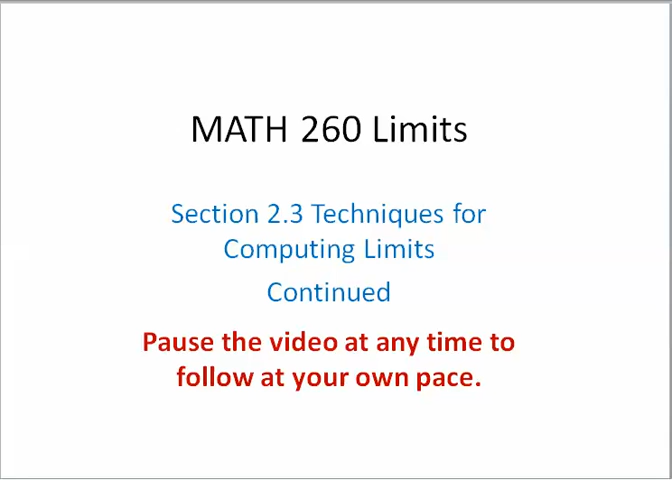 MATH 260 Limits
Section 2.3 Techniques for
Computing Limits
Continued
Pause the video at any time to
follow at your own pace.